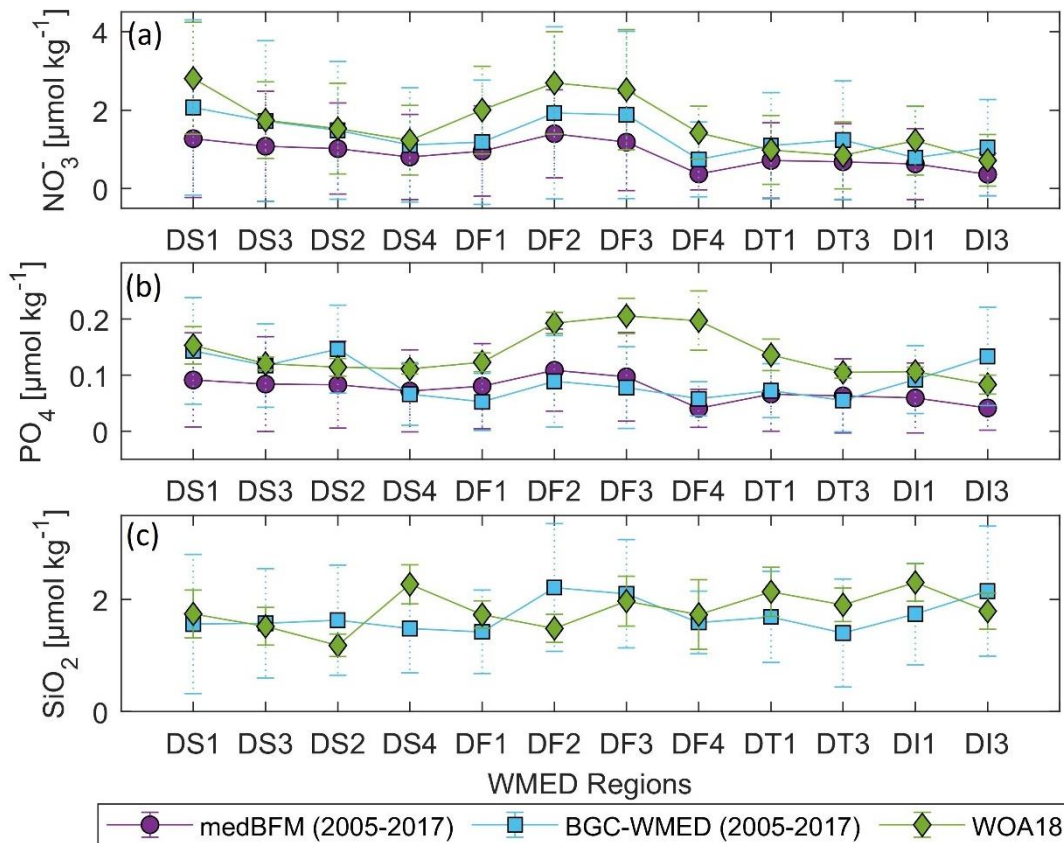 (a)
NO₃⁻ [µmol kg⁻¹]
4
2
0
DS1 DS3 DS2 DS4 DF1 DF2 DF3 DF4 DT1 DT3 DI1 DI3
(b)
PO₄ [µmol kg⁻¹]
0.2
0.1
0
DS1 DS3 DS2 DS4 DF1 DF2 DF3 DF4 DT1 DT3 DI1 DI3
(c)
SiO₂ [µmol kg⁻¹]
2
0
DS1 DS3 DS2 DS4 DF1 DF2 DF3 DF4 DT1 DT3 DI1 DI3
WMED Regions
medBFM (2005-2017) BGC-WMED (2005-2017) WOA18